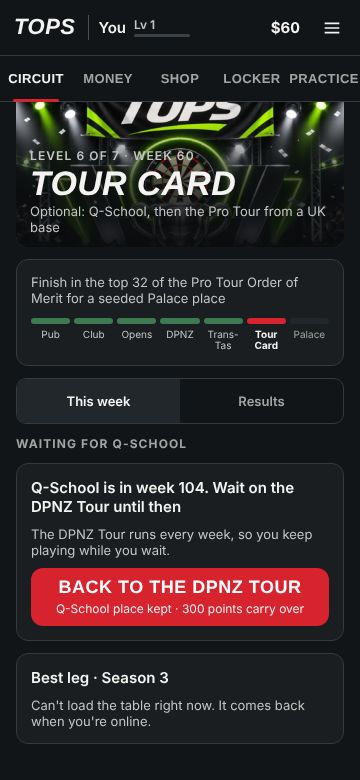 TOPS You Lv 1 $60
CIRCUIT MONEY SHOP LOCKER PRACTICE
TOPS
LEVEL 6 OF 7 · WEEK 60
TOUR CARD
Optional: Q-School, then the Pro Tour from a UK
base
Finish in the top 32 of the Pro Tour Order of
Merit for a seeded Palace place
Pub Club Opens DPNZ Trans-Tas Tour Card Palace
This week Results
WAITING FOR Q-SCHOOL
Q-School is in week 104. Wait on the
DPNZ Tour until then
The DPNZ Tour runs every week, so you keep
playing while you wait.
BACK TO THE DPNZ TOUR
Q-School place kept · 300 points carry over
Best leg · Season 3
Can't load the table right now. It comes back
when you're online.